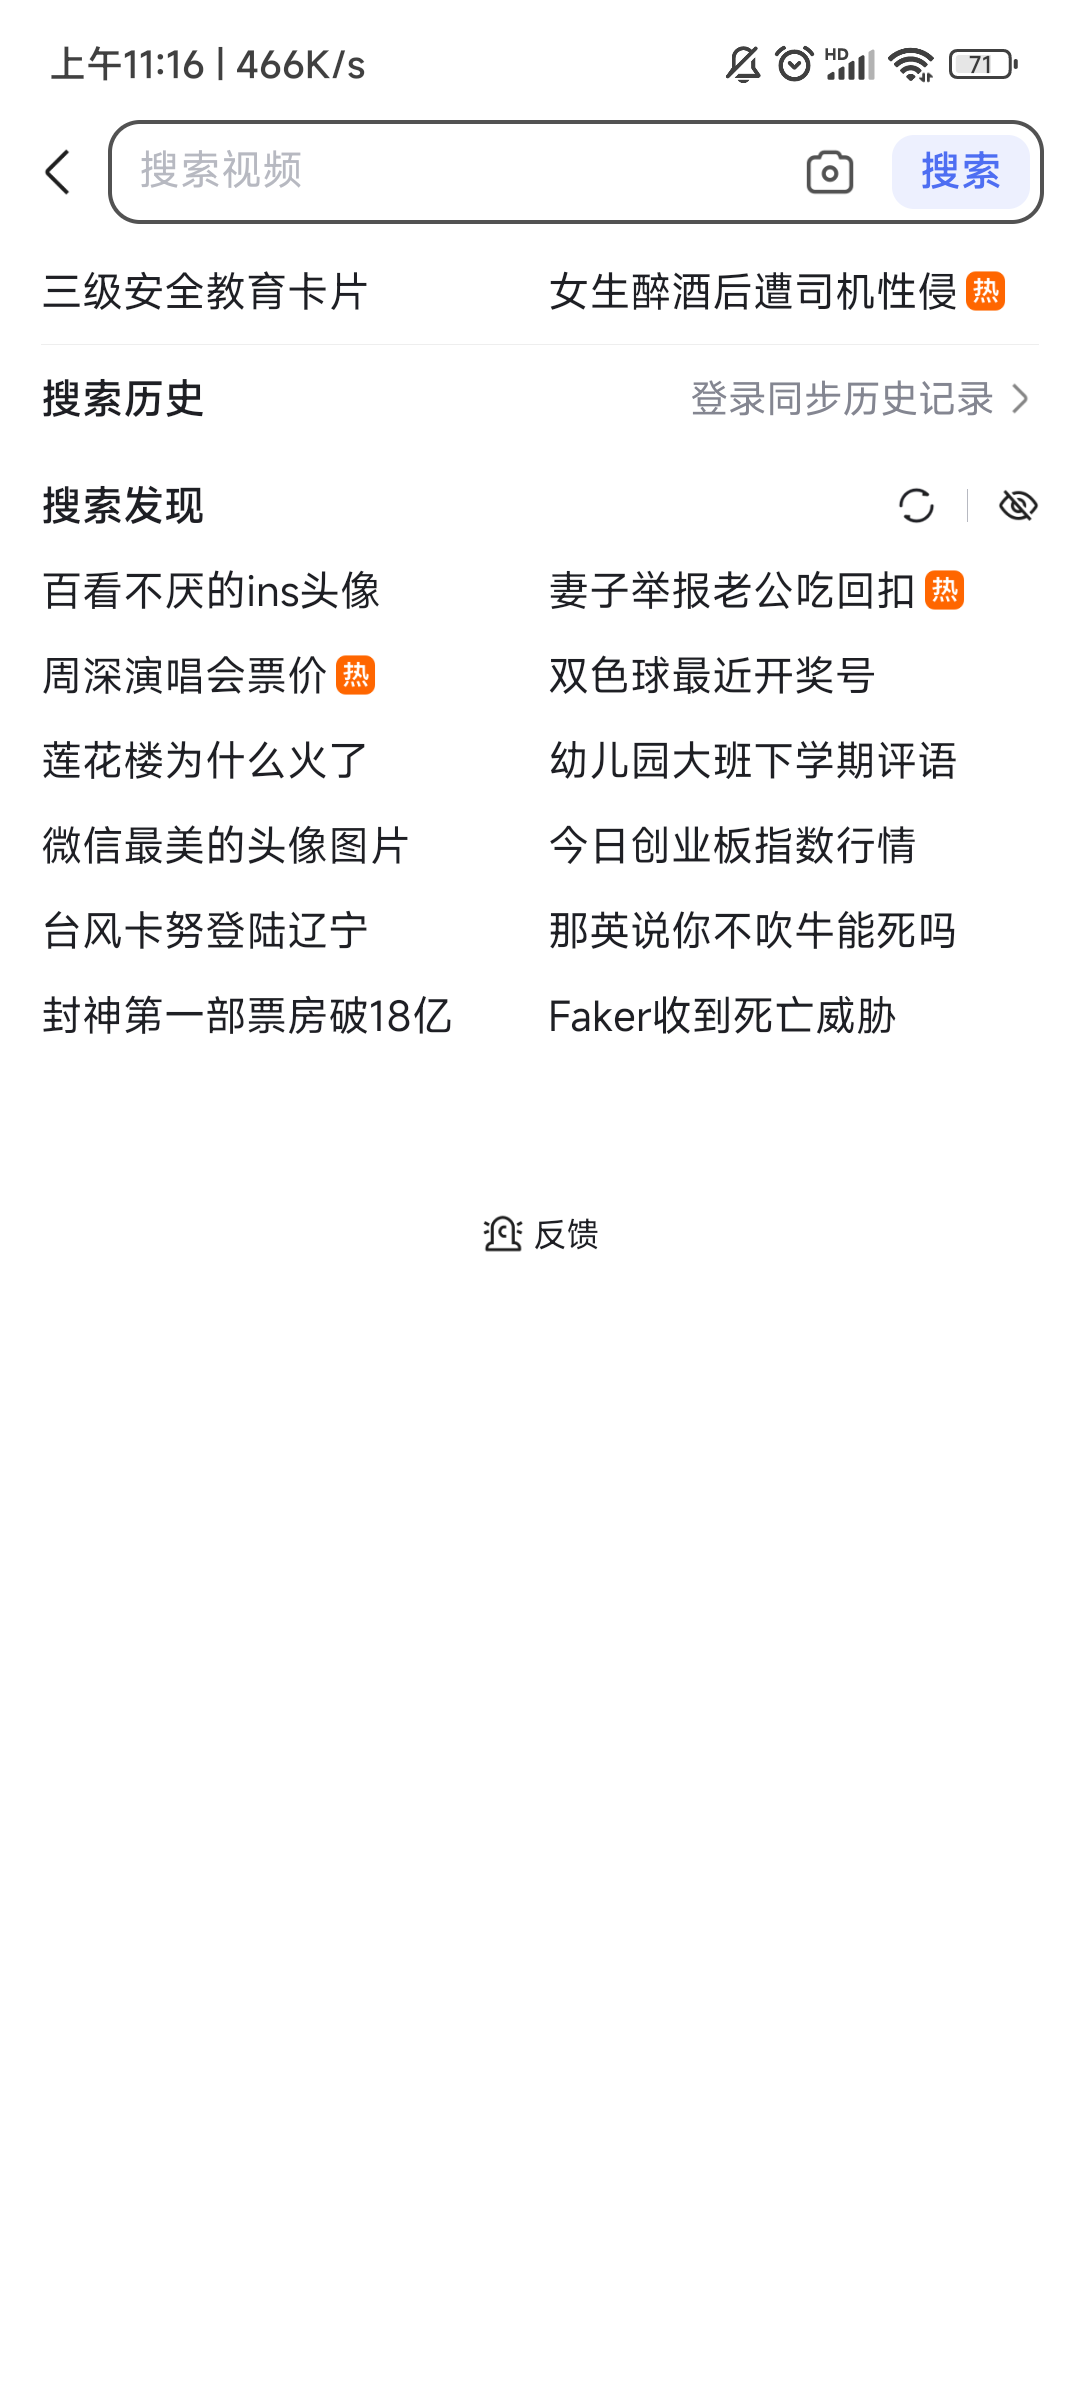 上午11:16 | 466K/s
HD
71
搜索视频
搜索
三级安全教育卡片
女生醉酒后遭司机性侵 热
搜索历史
登录同步历史记录
搜索发现
百看不厌的ins头像
妻子举报老公吃回扣 热
周深演唱会票价 热
双色球最近开奖号
莲花楼为什么火了
幼儿园大班下学期评语
微信最美的头像图片
今日创业板指数行情
台风卡努登陆辽宁
那英说你不吹牛能死吗
封神第一部票房破18亿
Faker收到死亡威胁
反馈